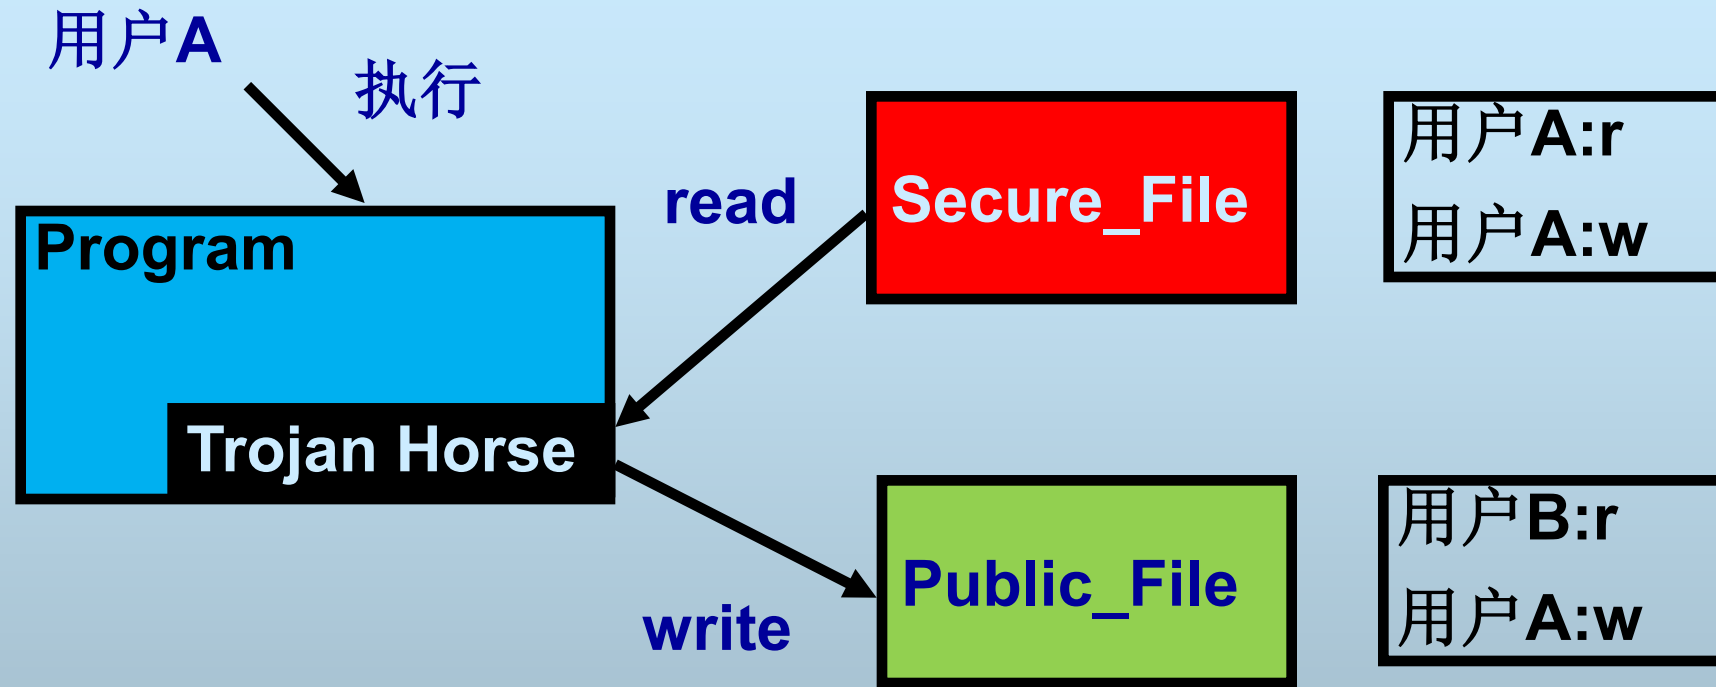 用户A
执行
Program
Trojan Horse
read
write
Secure_File
用户A:r
用户A:w
Public_File
用户B:r
用户A:w